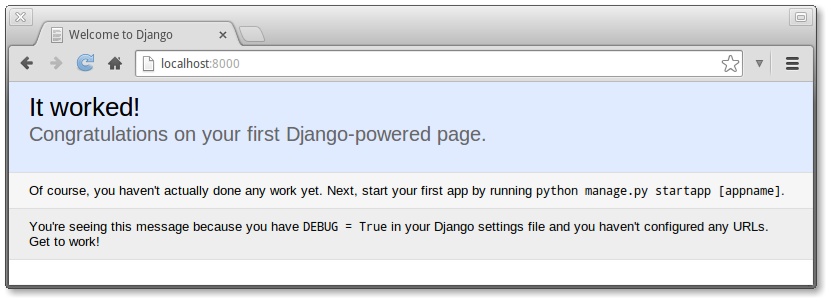 Welcome to Django
localhost:8000
It worked!
Congratulations on your first Django-powered page.
Of course, you haven't actually done any work yet. Next, start your first app by running python manage.py startapp [appname].
You're seeing this message because you have DEBUG = True in your Django settings file and you haven't configured any URLs.
Get to work!